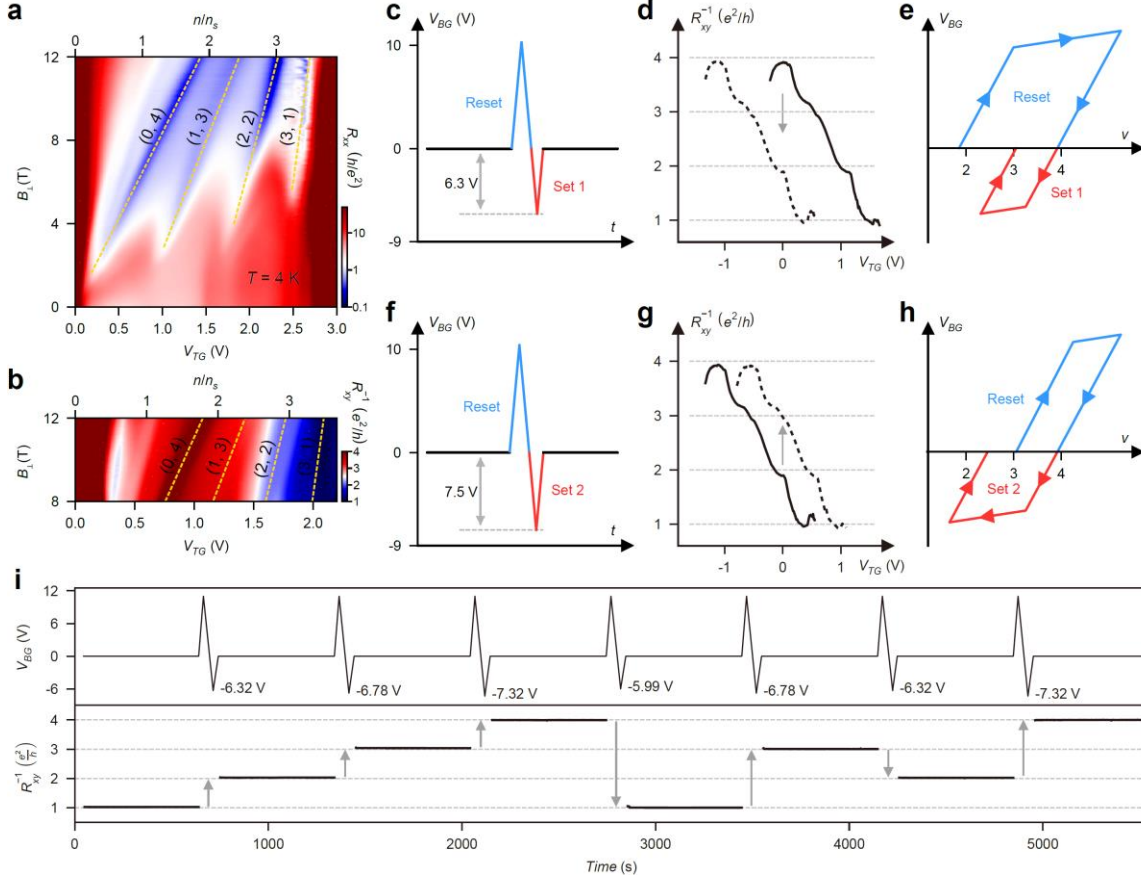 a
n/n_s
0 1 2 3
12
8
4
0
B⊥(T)
(0, 4)
(1, 3)
(2, 2)
(3, 1)
T = 4 K
0.0 0.5 1.0 1.5 2.0 2.5 3.0
V_TG (V)
R_xx (h/e²)
10
1
0.1
b
n/n_s
0 1 2 3
12
8
B⊥(T)
(0, 4)
(1, 3)
(2, 2)
(3, 1)
0.0 0.5 1.0 1.5 2.0
V_TG (V)
R_xy^-1 (e²/h)
4
3
2
1
c
V_BG (V)
10
0
-9
Reset
6.3 V
Set 1
t
d
R_xy^-1 (e²/h)
4
3
2
1
-1 0 1 V_TG (V)
e
V_BG
Reset
ν
2 3 4
Set 1
f
V_BG (V)
10
0
-9
Reset
7.5 V
Set 2
t
g
R_xy^-1 (e²/h)
4
3
2
1
-1 0 1 V_TG (V)
h
V_BG
Reset
ν
2 3 4
Set 2
i
12
6
0
-6
V_BG (V)
-6.32 V
-6.78 V
-7.32 V
-5.99 V
-6.78 V
-6.32 V
-7.32 V
4
3
2
1
R_xy^-1 (e²/h)
0 1000 2000 3000 4000 5000
Time (s)